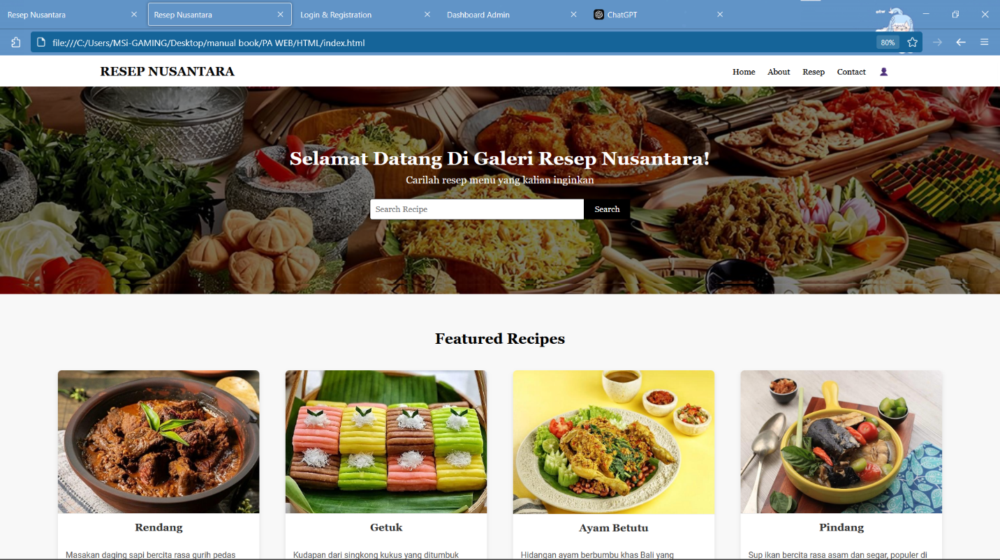 Resep Nusantara
Resep Nusantara
Login & Registration
Dashboard Admin
ChatGPT
file:///C:/Users/MSi-GAMING/Desktop/manual book/PA WEB/HTML/index.html
80%
RESEP NUSANTARA
Home
About
Resep
Contact
Selamat Datang Di Galeri Resep Nusantara!
Carilah resep menu yang kalian inginkan
Search Recipe
Search
Featured Recipes
Rendang
Getuk
Ayam Betutu
Pindang
Masakan daging sapi bercita rasa gurih pedas
Kudapan dari singkong kukus yang ditumbuk
Hidangan ayam berbumbu khas Bali yang
Sup ikan bercita rasa asam dan segar, populer di